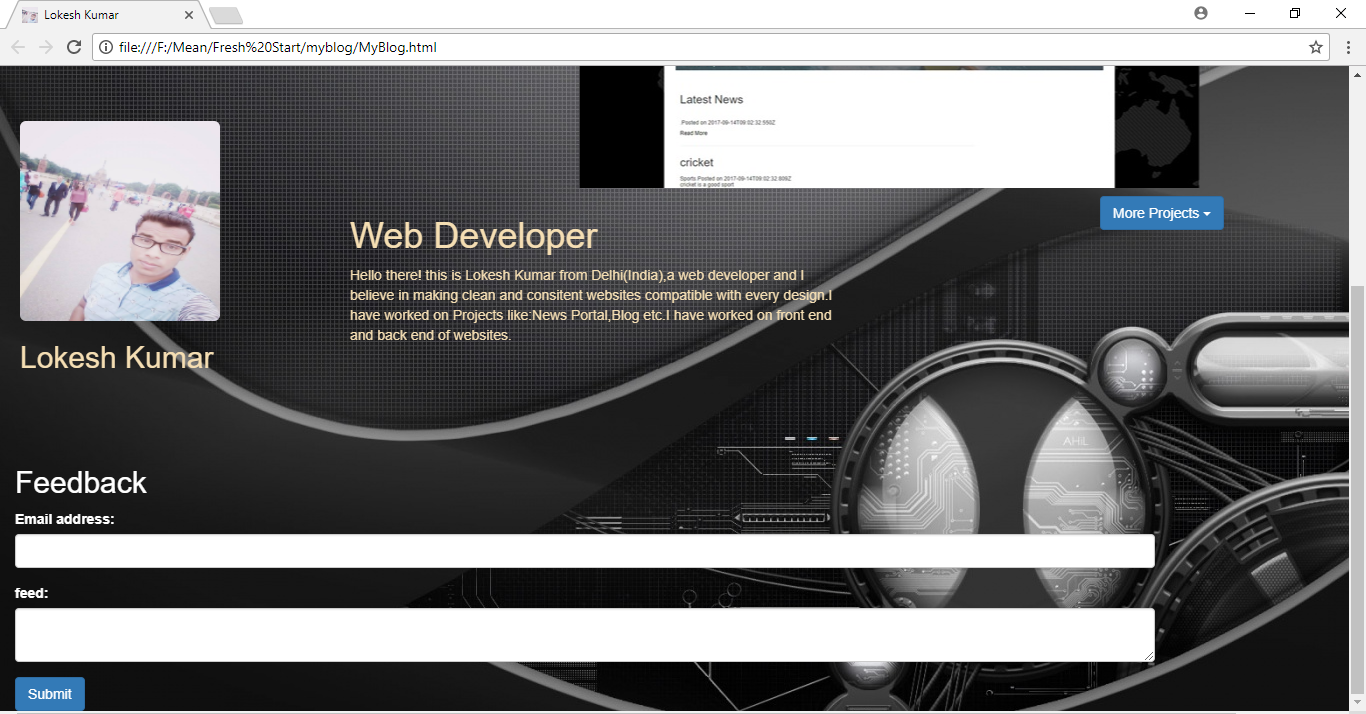 Lokesh Kumar
file:///F:/Mean/Fresh%20Start/myblog/MyBlog.html
Latest News
Posted on 2017-09-14T09:02:32.550Z
Read More
cricket
Sports Posted on 2017-09-14T09:02:32.809Z
cricket is a good sport
More Projects
Web Developer
Hello there! this is Lokesh Kumar from Delhi(India),a web developer and I
believe in making clean and consitent websites compatible with every design.I
have worked on Projects like:News Portal,Blog etc.I have worked on front end
and back end of websites.
Lokesh Kumar
AHiL
Feedback
Email address:
feed:
Submit